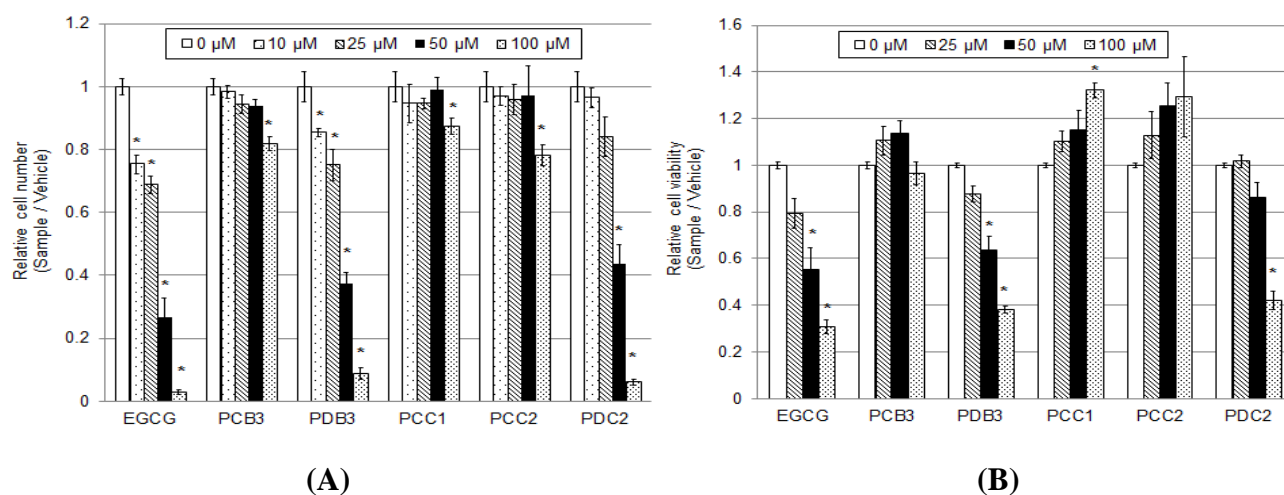 1.2
1
0.8
0.6
0.4
0.2
0
Relative cell number
(Sample / Vehicle)
0 μM 10 μM 25 μM 50 μM 100 μM
* * * * * * * * * * * * *
EGCG PCB3 PDB3 PCC1 PCC2 PDC2
(A)
1.6
1.4
1.2
1
0.8
0.6
0.4
0.2
0
Relative cell viability
(Sample / Vehicle)
0 μM 25 μM 50 μM 100 μM
* * * * * *
EGCG PCB3 PDB3 PCC1 PCC2 PDC2
(B)